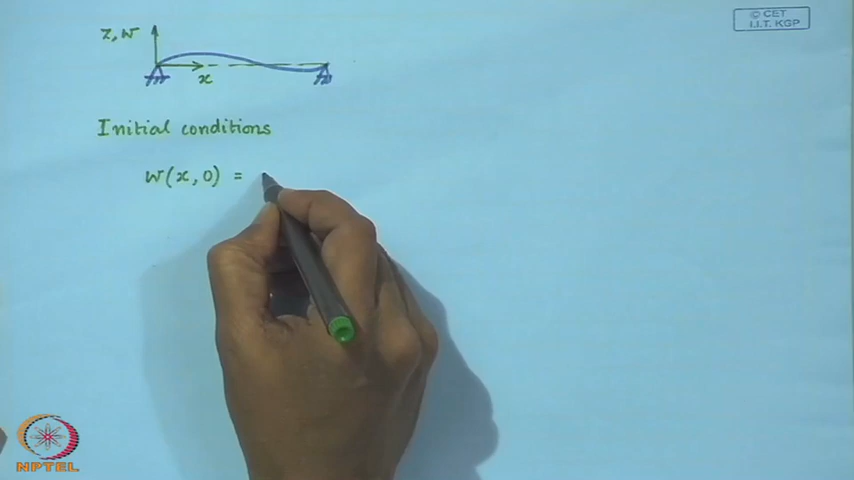 © CET
I.I.T. KGP
z, w
x
Initial conditions
w(x, 0) =
NPTEL